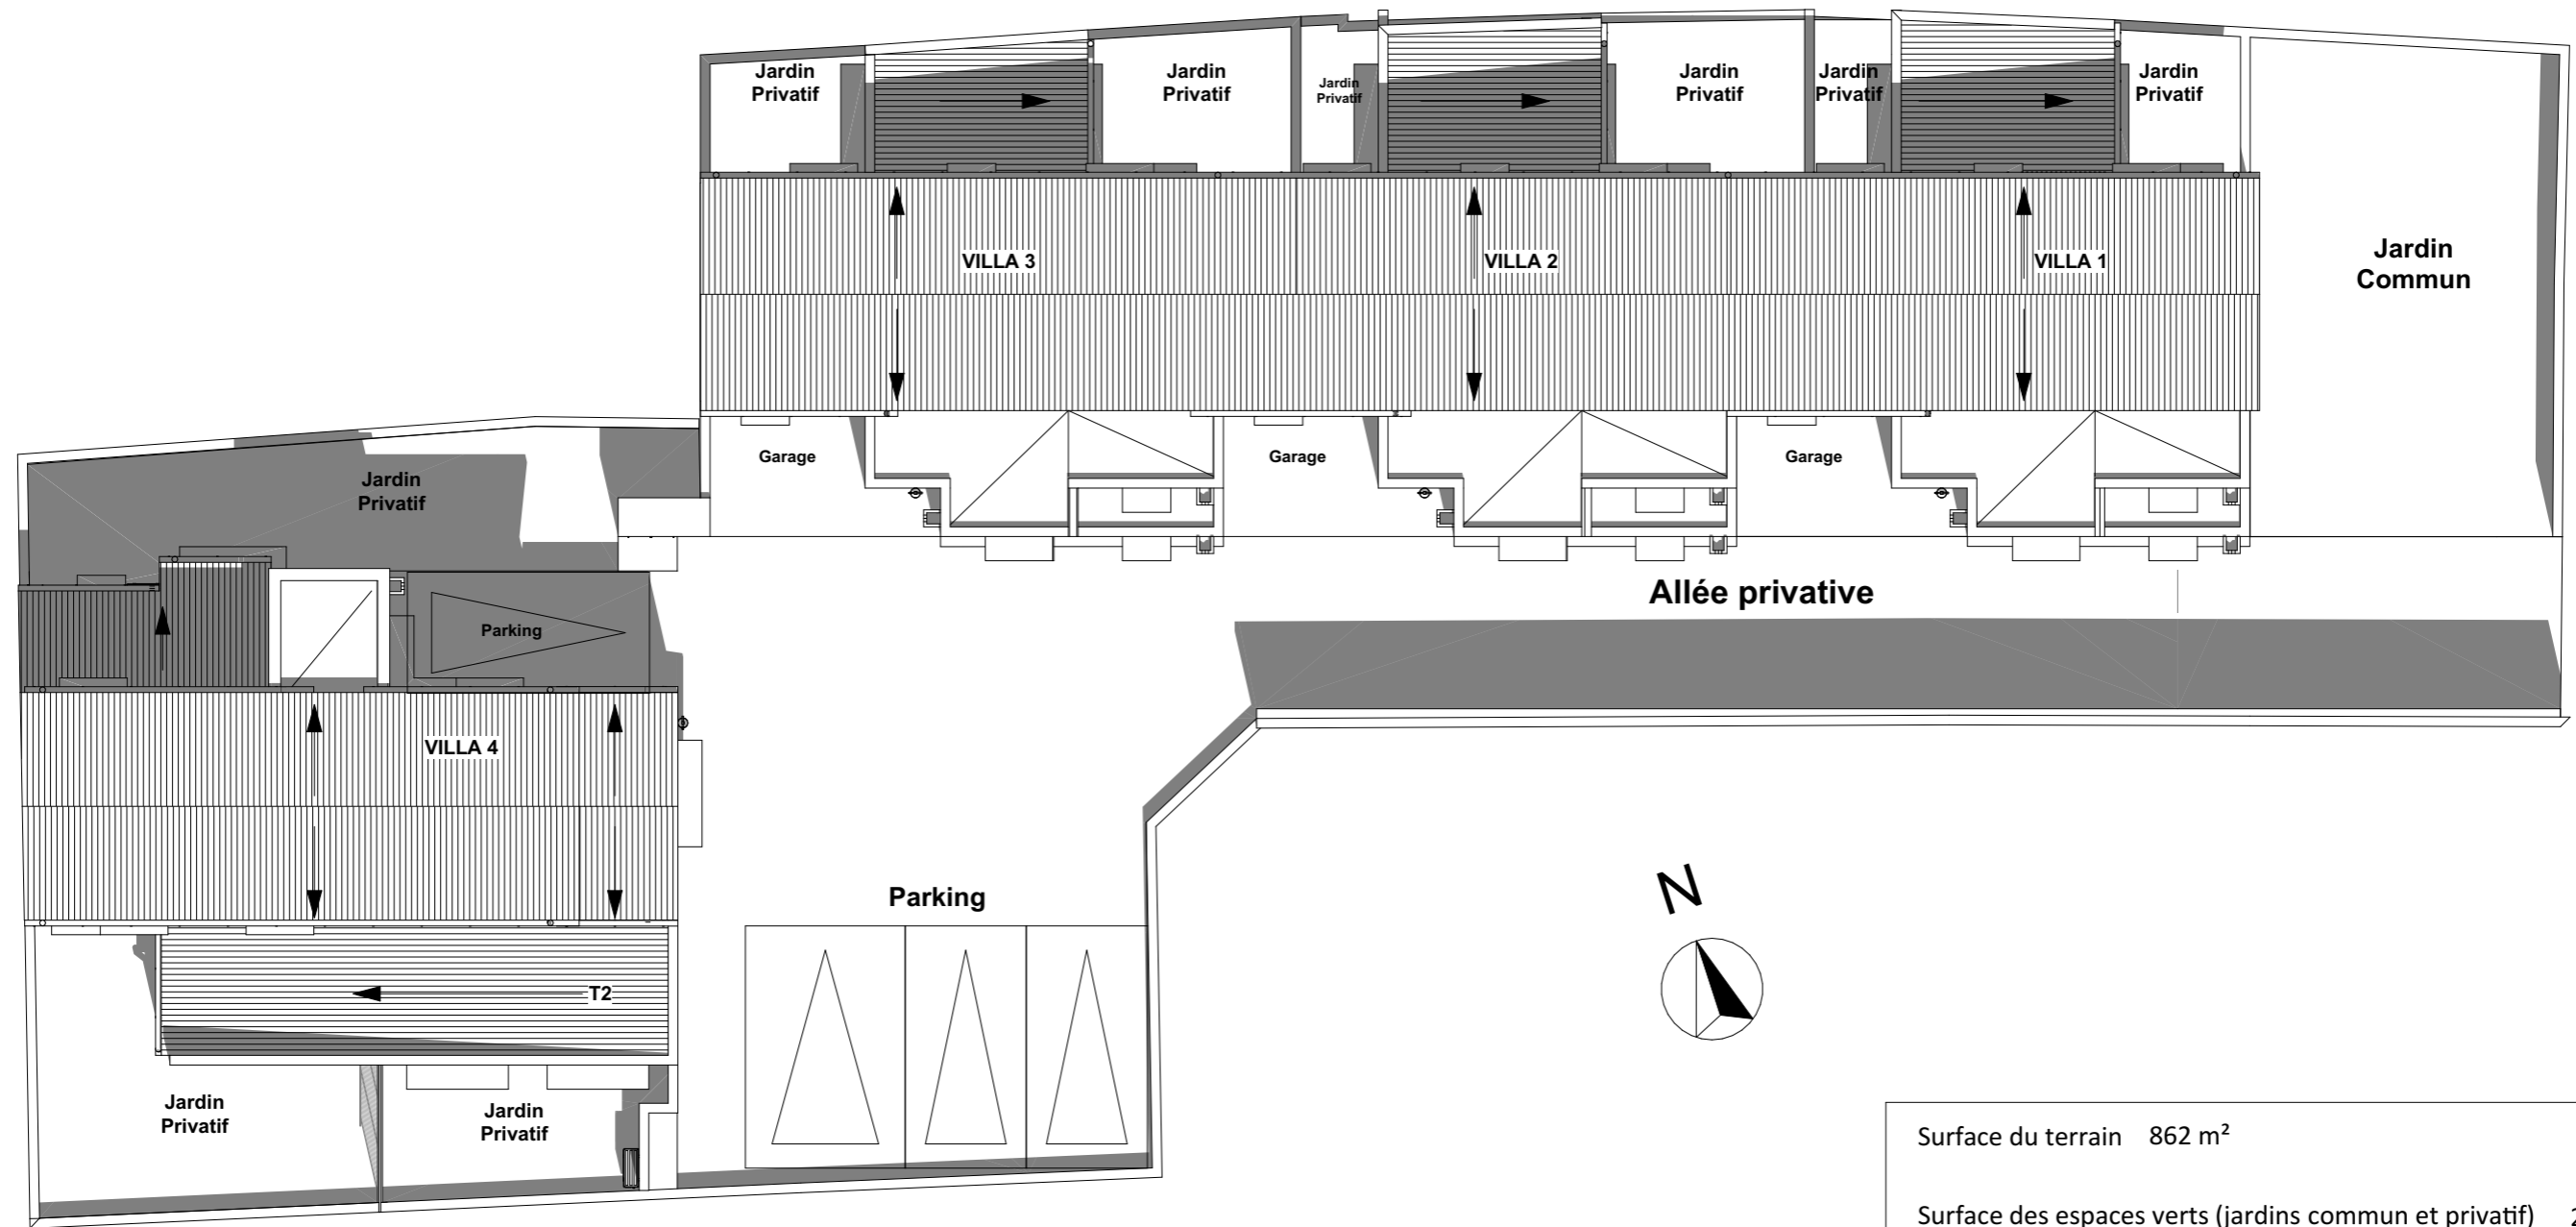 Jardin
Privatif
Jardin
Privatif
Jardin
Privatif
Jardin
Privatif
Jardin
Privatif
Jardin
Privatif
VILLA 3
VILLA 2
VILLA 1
Jardin
Commun
Garage
Garage
Garage
Jardin
Privatif
Allée privative
Parking
VILLA 4
Parking
N
T2
Jardin
Privatif
Jardin
Privatif
Surface du terrain 862 m²
Surface des espaces verts (jardins commun et privatif)